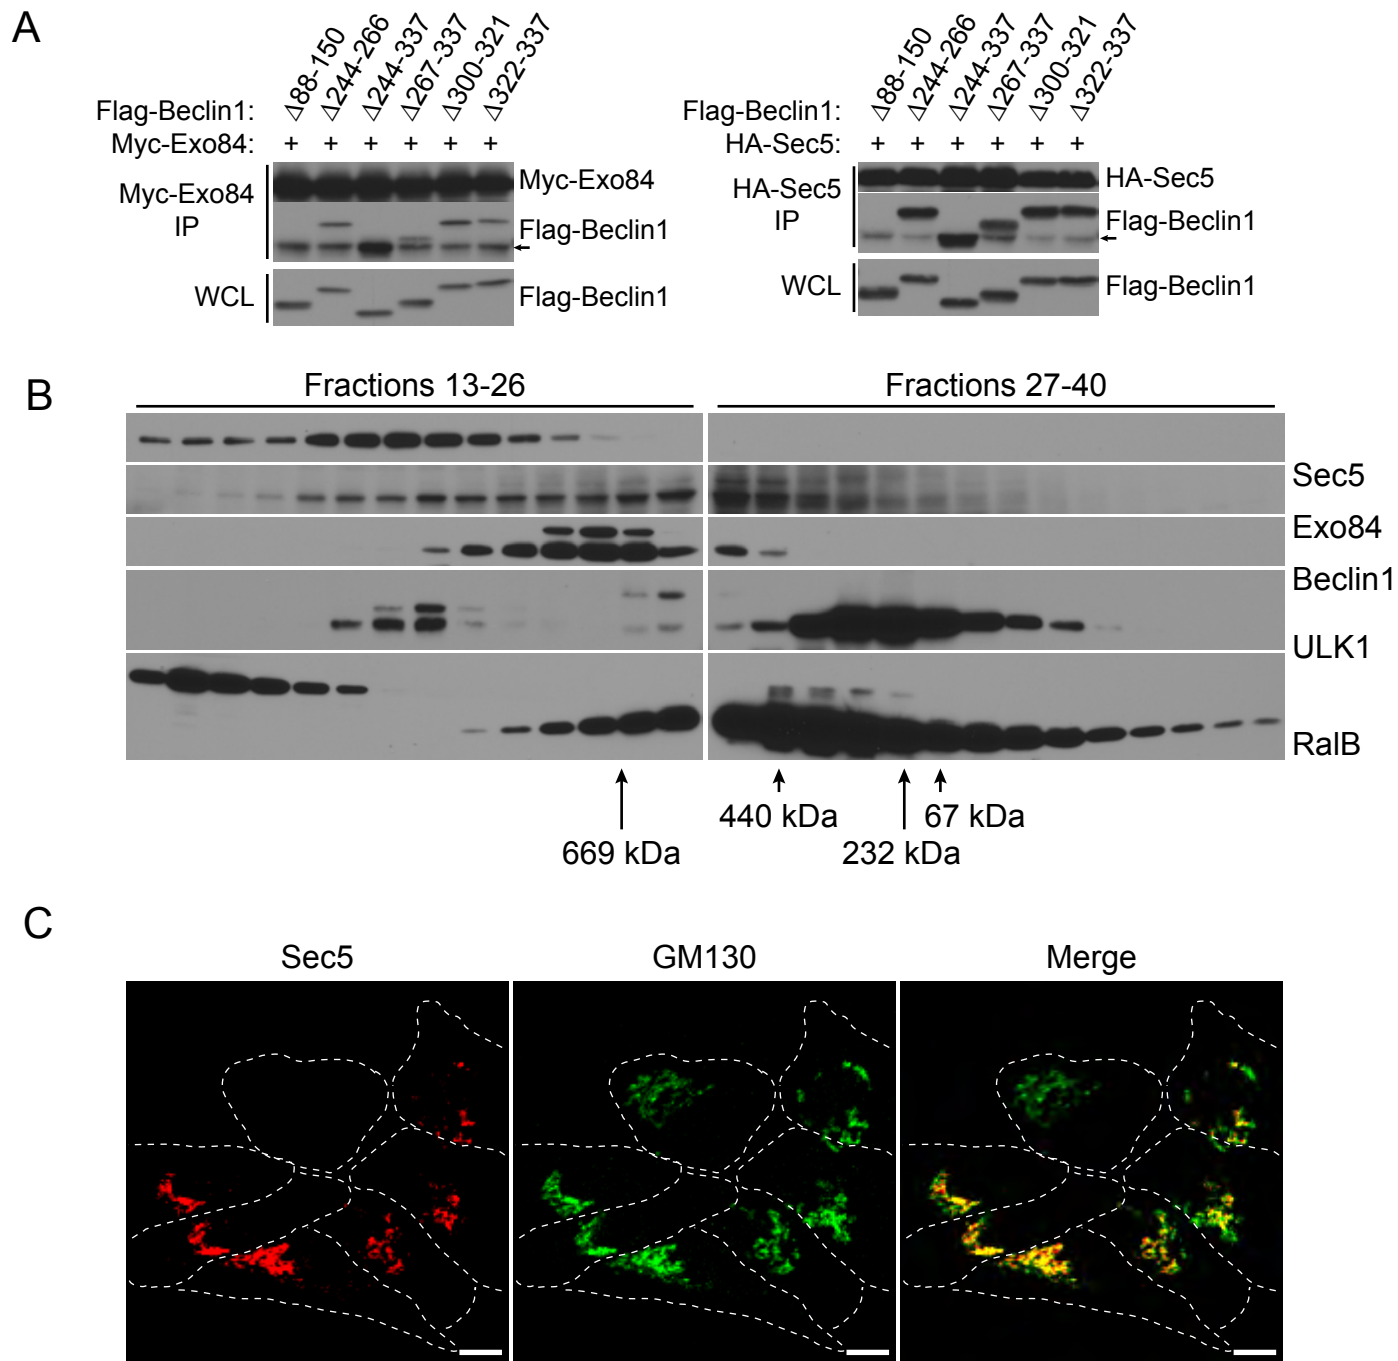 A
Flag-Beclin1: Δ88-150 Δ244-266 Δ244-337 Δ267-337 Δ300-321 Δ322-337
Myc-Exo84: + + + + + +
Myc-Exo84 IP
Myc-Exo84
Flag-Beclin1
WCL
Flag-Beclin1
Flag-Beclin1: Δ88-150 Δ244-266 Δ244-337 Δ267-337 Δ300-321 Δ322-337
HA-Sec5: + + + + + +
HA-Sec5 IP
HA-Sec5
Flag-Beclin1
WCL
Flag-Beclin1
B
Fractions 13-26
Fractions 27-40
Sec5
Exo84
Beclin1
ULK1
RalB
669 kDa
440 kDa
232 kDa
67 kDa
C
Sec5
GM130
Merge